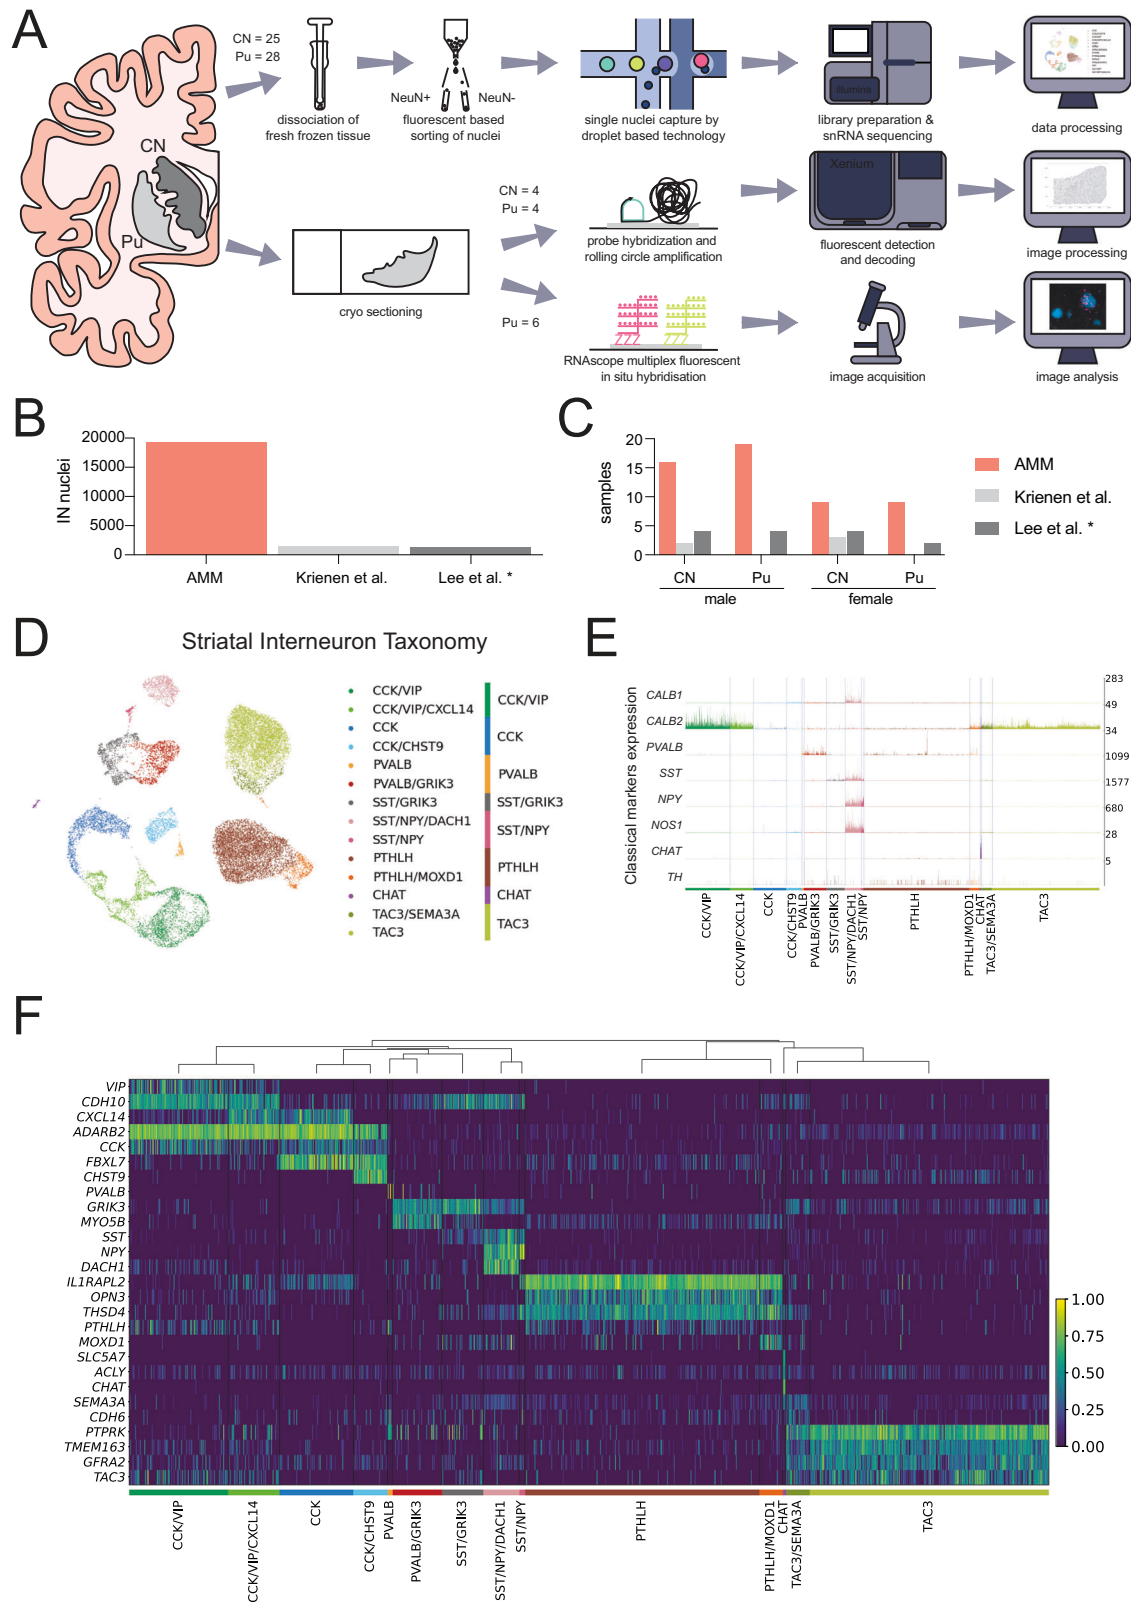 A
CN = 25
Pu = 28
NeuN+
NeuN-
dissociation of
fresh frozen tissue
fluorescent based
sorting of nuclei
single nuclei capture by
droplet based technology
illumina
library preparation &
snRNA sequencing
data processing
CN
Pu
cryo sectioning
CN = 4
Pu = 4
probe hybridization and
rolling circle amplification
Xenium
fluorescent detection
and decoding
image processing
Pu = 6
RNAscope multiplex fluorescent
in situ hybridisation
image acquisition
image analysis
B
IN nuclei
20000
15000
10000
5000
0
AMM
Krienen et al.
Lee et al. *
C
samples
20
15
10
5
0
CN
Pu
CN
Pu
male
female
AMM
Krienen et al.
Lee et al. *
D
Striatal Interneuron Taxonomy
CCK/VIP
CCK/VIP/CXCL14
CCK
CCK/CHST9
PVALB
PVALB/GRIK3
SST/GRIK3
SST/NPY/DACH1
SST/NPY
PTHLH
PTHLH/MOXD1
CHAT
TAC3/SEMA3A
TAC3
CCK/VIP
CCK
PVALB
SST/GRIK3
SST/NPY
PTHLH
CHAT
TAC3
E
Classical markers expression
CALB1
CALB2
PVALB
SST
NPY
NOS1
CHAT
TH
283
49
34
1099
1577
680
28
5
CCK/VIP
CCK/VIP/CXCL14
CCK
CCK/CHST9
PVALB
PVALB/GRIK3
SST/GRIK3
SST/NPY/DACH1
SST/NPY
PTHLH
PTHLH/MOXD1
CHAT
TAC3/SEMA3A
TAC3
F
VIP
CDH10
CXCL14
ADARB2
CCK
FBXL7
CHST9
PVALB
GRIK3
MYO5B
SST
NPY
DACH1
IL1RAPL2
OPN3
THSD4
PTHLH
MOXD1
SLC5A7
ACLY
CHAT
SEMA3A
CDH6
PTPRK
TMEM163
GFRA2
TAC3
1.00
0.75
0.50
0.25
0.00
CCK/VIP
CCK/VIP/CXCL14
CCK
CCK/CHST9
PVALB
PVALB/GRIK3
SST/GRIK3
SST/NPY/DACH1
SST/NPY
PTHLH
PTHLH/MOXD1
CHAT
TAC3/SEMA3A
TAC3